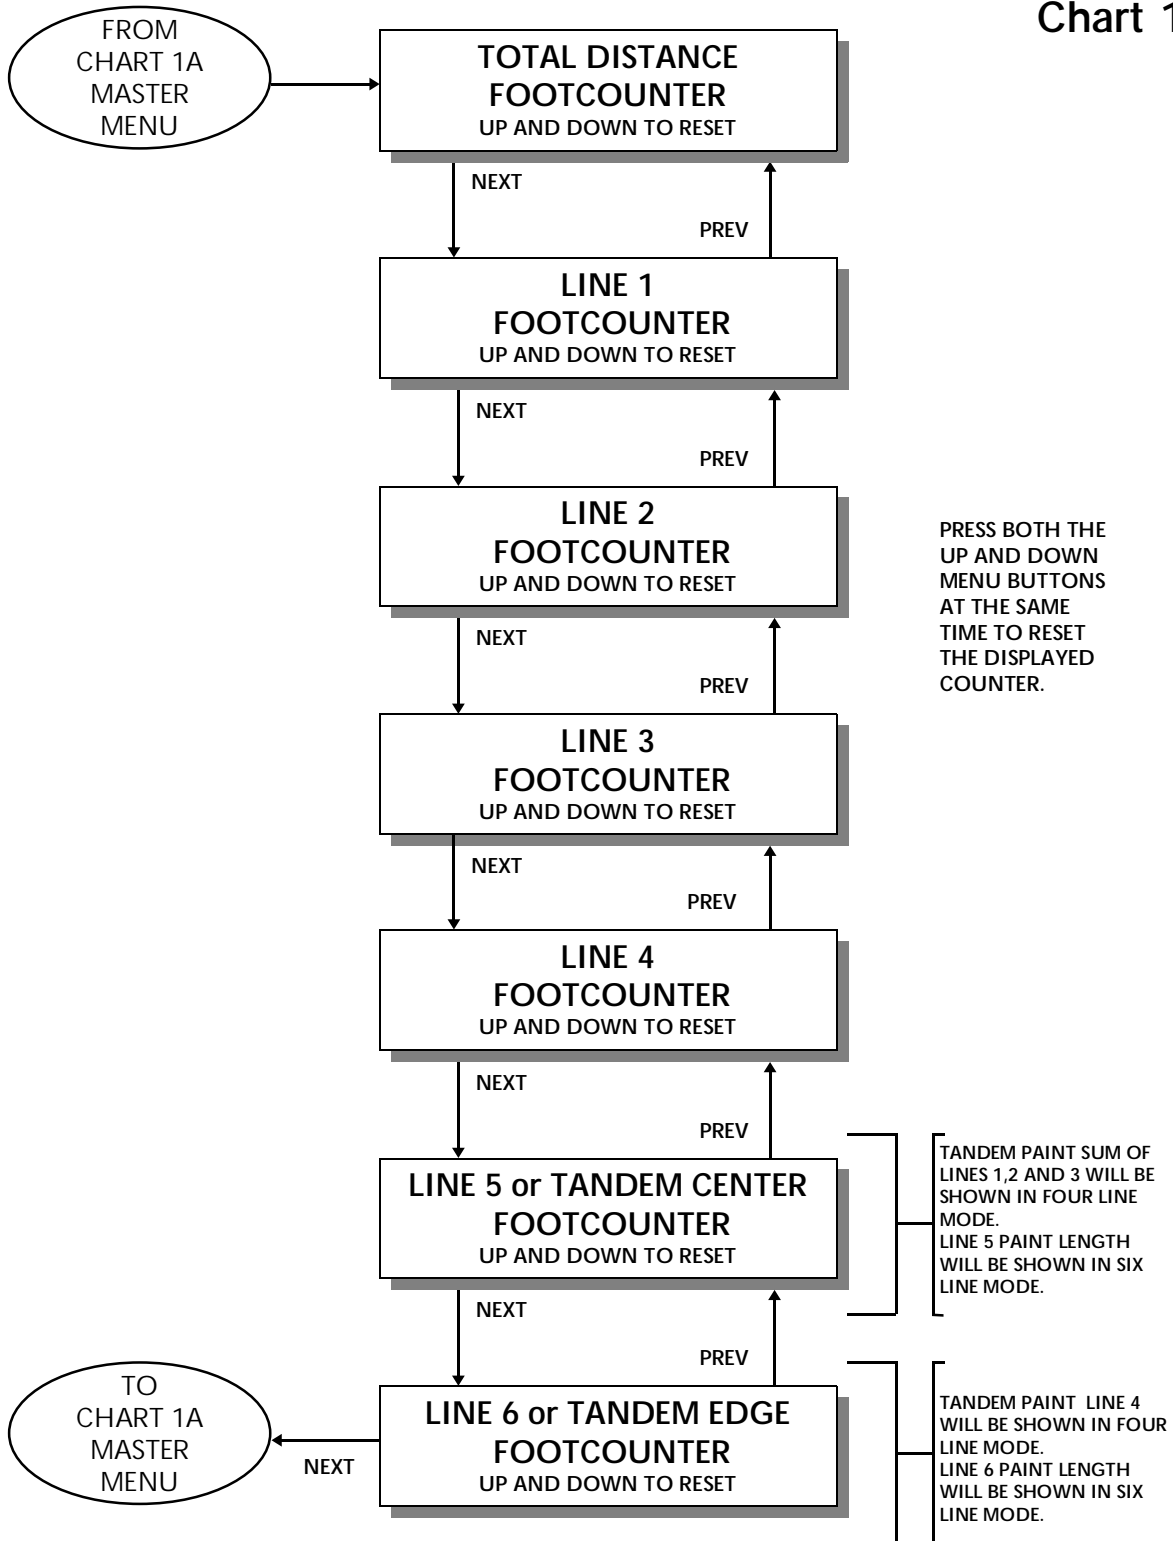 Chart 1
FROM
CHART 1A
MASTER
MENU
TOTAL DISTANCE
FOOTCOUNTER
UP AND DOWN TO RESET
NEXT
PREV
LINE 1
FOOTCOUNTER
UP AND DOWN TO RESET
NEXT
PREV
LINE 2
FOOTCOUNTER
UP AND DOWN TO RESET
PRESS BOTH THE
UP AND DOWN
MENU BUTTONS
AT THE SAME
TIME TO RESET
THE DISPLAYED
COUNTER.
NEXT
PREV
LINE 3
FOOTCOUNTER
UP AND DOWN TO RESET
NEXT
PREV
LINE 4
FOOTCOUNTER
UP AND DOWN TO RESET
NEXT
PREV
LINE 5 or TANDEM CENTER
FOOTCOUNTER
UP AND DOWN TO RESET
TANDEM PAINT SUM OF
LINES 1,2 AND 3 WILL BE
SHOWN IN FOUR LINE
MODE.
LINE 5 PAINT LENGTH
WILL BE SHOWN IN SIX
LINE MODE.
NEXT
PREV
LINE 6 or TANDEM EDGE
FOOTCOUNTER
UP AND DOWN TO RESET
TANDEM PAINT LINE 4
WILL BE SHOWN IN FOUR
LINE MODE.
LINE 6 PAINT LENGTH
WILL BE SHOWN IN SIX
LINE MODE.
NEXT
TO
CHART 1A
MASTER
MENU